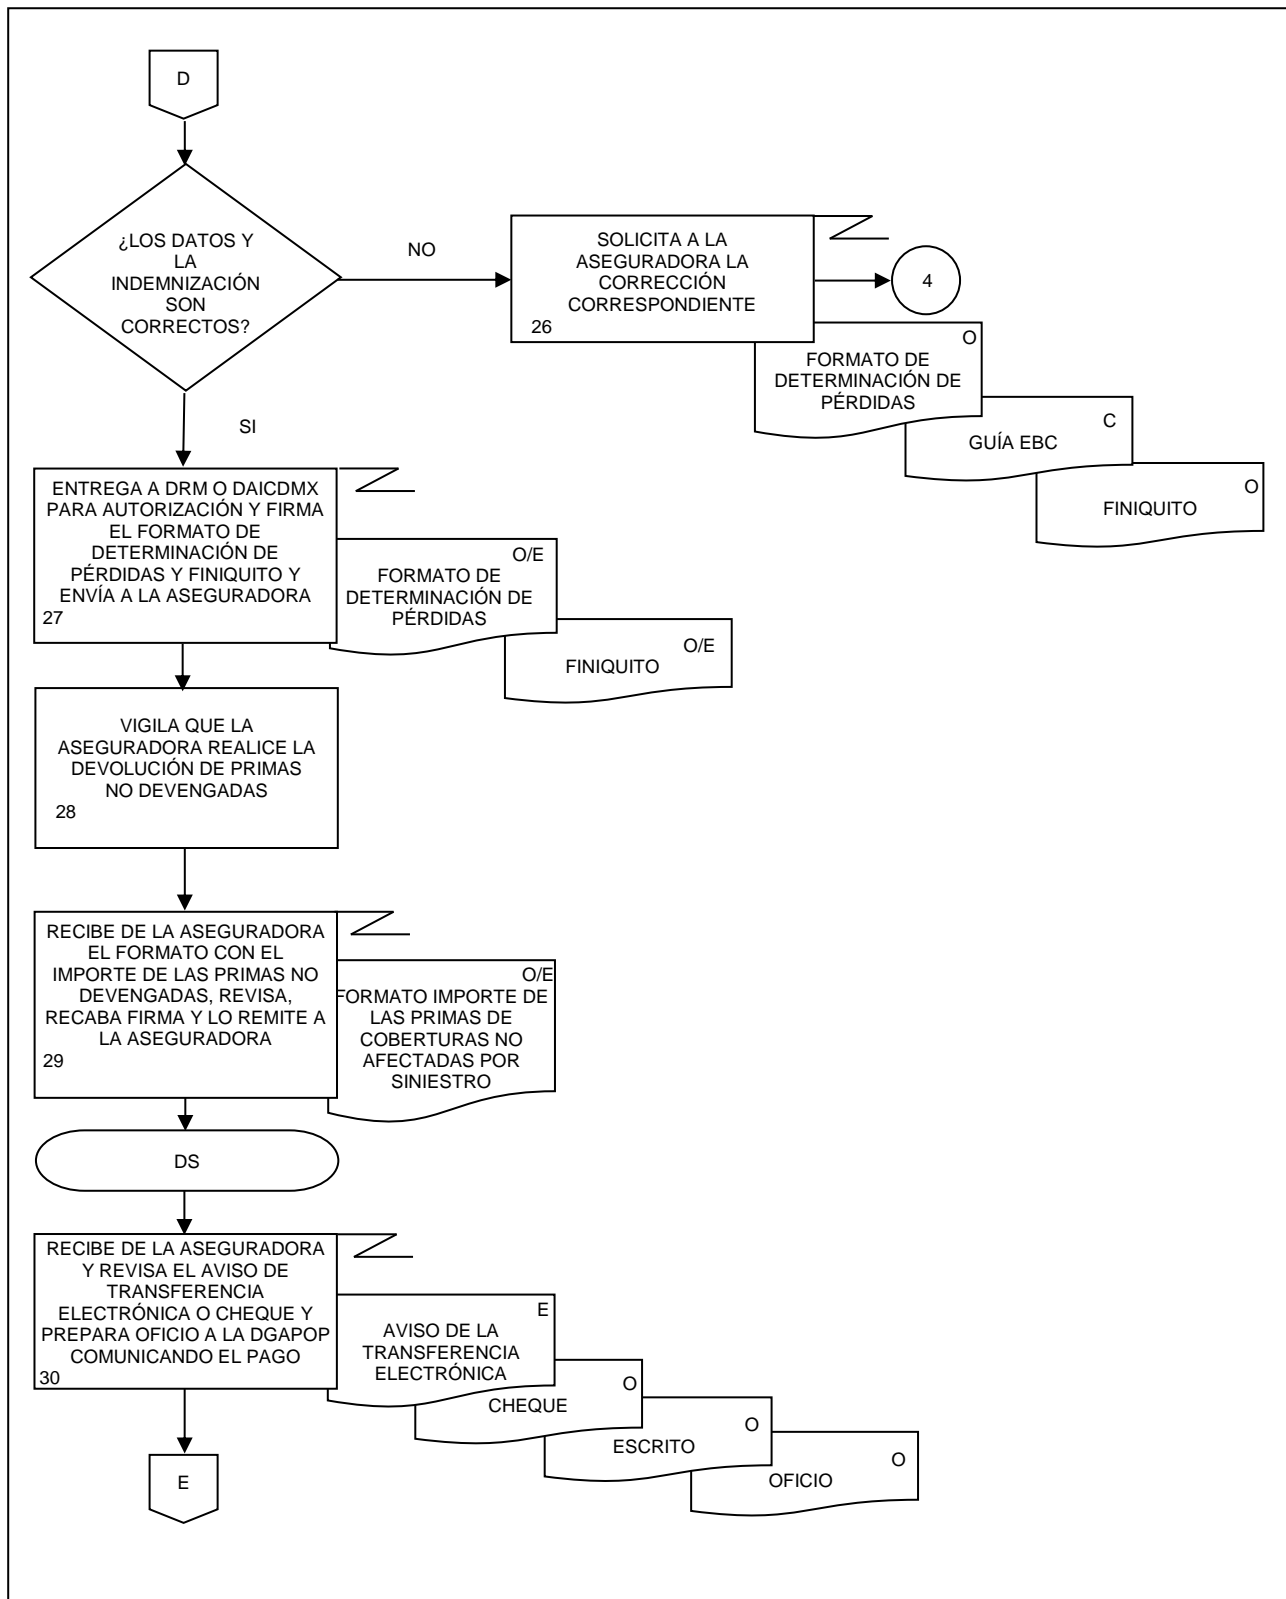 D
¿LOS DATOS Y
LA
INDEMNIZACIÓN
SON
CORRECTOS?
NO
SOLICITA A LA
ASEGURADORA LA
CORRECCIÓN
CORRESPONDIENTE
26
4
O
FORMATO DE
DETERMINACIÓN DE
PÉRDIDAS
C
GUÍA EBC
O
FINIQUITO
SI
ENTREGA A DRM O DAICDMX
PARA AUTORIZACIÓN Y FIRMA
EL FORMATO DE
DETERMINACIÓN DE
PÉRDIDAS Y FINIQUITO Y
ENVÍA A LA ASEGURADORA
27
O/E
FORMATO DE
DETERMINACIÓN DE
PÉRDIDAS
O/E
FINIQUITO
VIGILA QUE LA
ASEGURADORA REALICE LA
DEVOLUCIÓN DE PRIMAS
NO DEVENGADAS
28
RECIBE DE LA ASEGURADORA
EL FORMATO CON EL
IMPORTE DE LAS PRIMAS NO
DEVENGADAS, REVISA,
RECABA FIRMA Y LO REMITE A
LA ASEGURADORA
29
O/E
FORMATO IMPORTE DE
LAS PRIMAS DE
COBERTURAS NO
AFECTADAS POR
SINIESTRO
DS
RECIBE DE LA ASEGURADORA
Y REVISA EL AVISO DE
TRANSFERENCIA
ELECTRÓNICA O CHEQUE Y
PREPARA OFICIO A LA DGAPOP
COMUNICANDO EL PAGO
30
E
AVISO DE LA
TRANSFERENCIA
ELECTRÓNICA
O
CHEQUE
O
ESCRITO
O
OFICIO
E